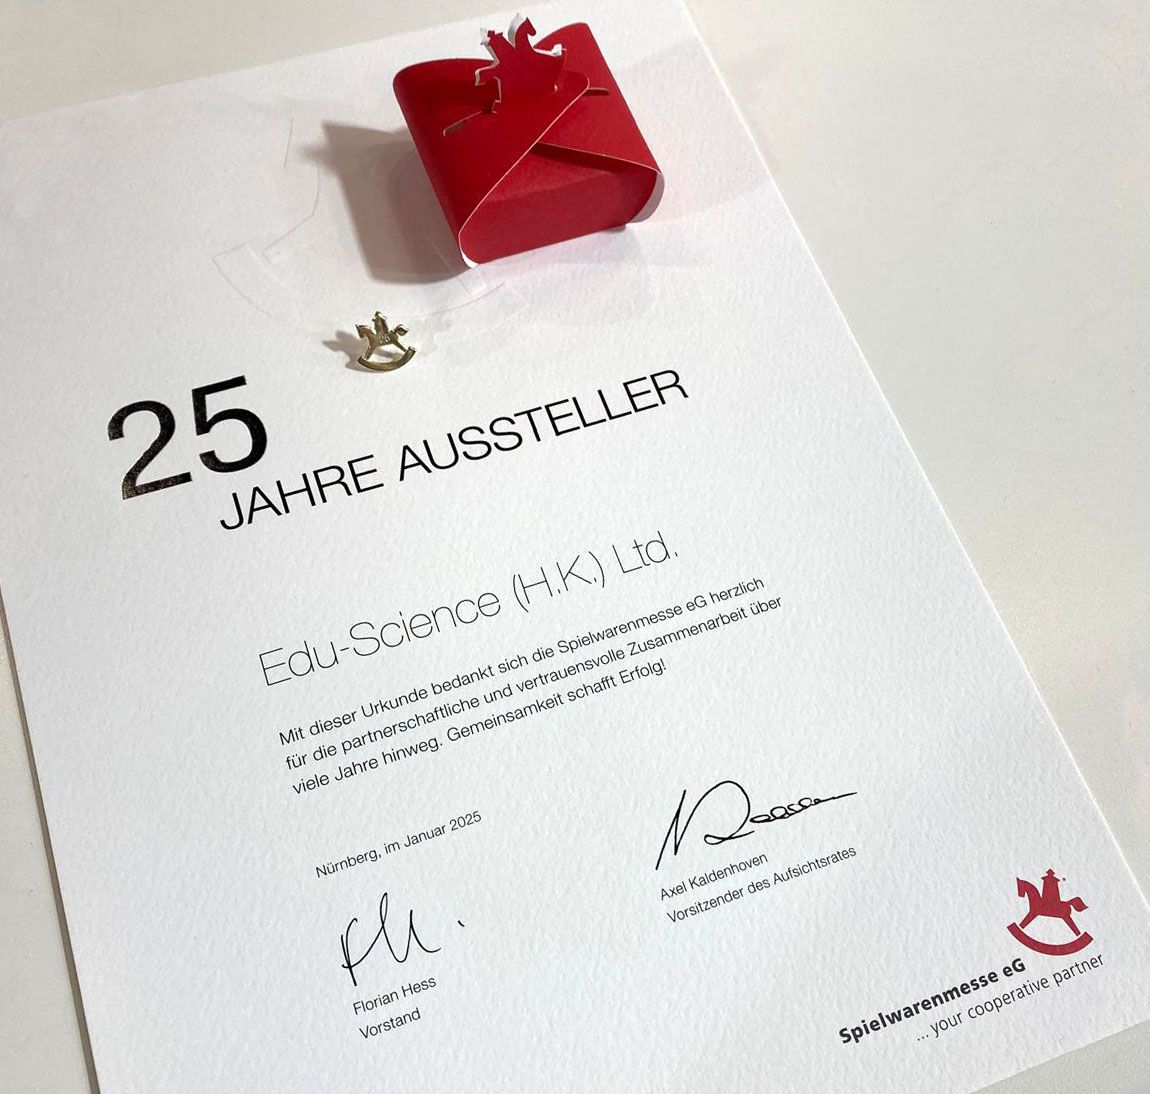 25
JAHRE AUSSTELLER
Edu-Science (H.K.) Ltd.
Mit dieser Urkunde bedankt sich die Spielwarenmesse eG herzlich
für die partnerschaftliche und vertrauensvolle Zusammenarbeit über
viele Jahre hinweg. Gemeinsamkeit schafft Erfolg!
Nürnberg, im Januar 2025
Florian Hess
Vorstand
Axel Kaldenhoven
Vorsitzender des Aufsichtsrates
Spielwarenmesse eG
... your cooperative partner